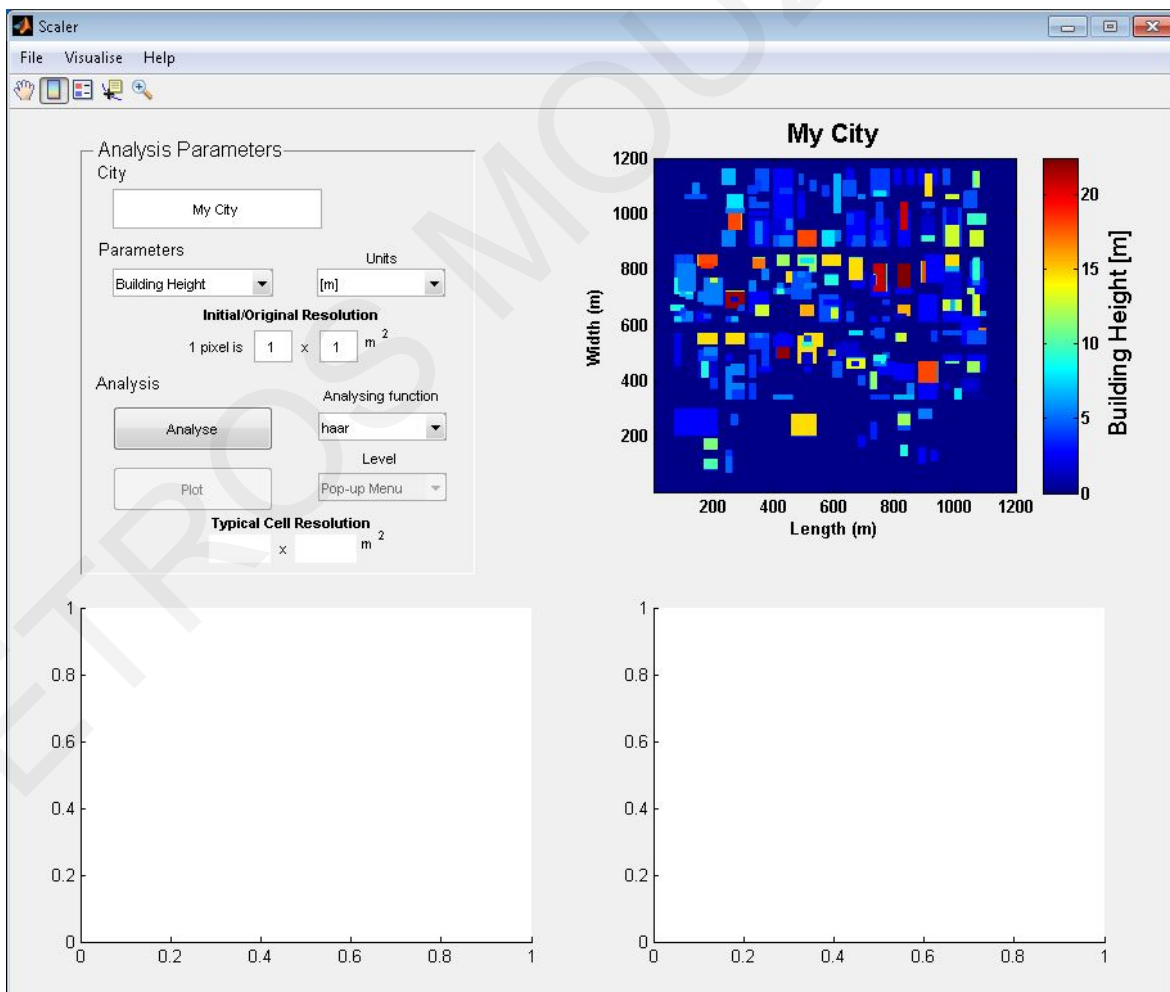 Scaler
File Visualise Help
Analysis Parameters
City
My City
Parameters
Units
Building Height
[m]
Initial/Original Resolution
1 pixel is 1 x 1 m 2
Analysis
Analysing function
Analyse
haar
Level
Plot
Pop-up Menu
Typical Cell Resolution
x m 2
My City
1200
1000
800
600
400
200
Width (m)
200 400 600 800 1000 1200
Length (m)
20
15
10
5
0
Building Height [m]
1
0.8
0.6
0.4
0.2
0
0 0.2 0.4 0.6 0.8 1
1
0.8
0.6
0.4
0.2
0
0 0.2 0.4 0.6 0.8 1
ETROS MOUZ